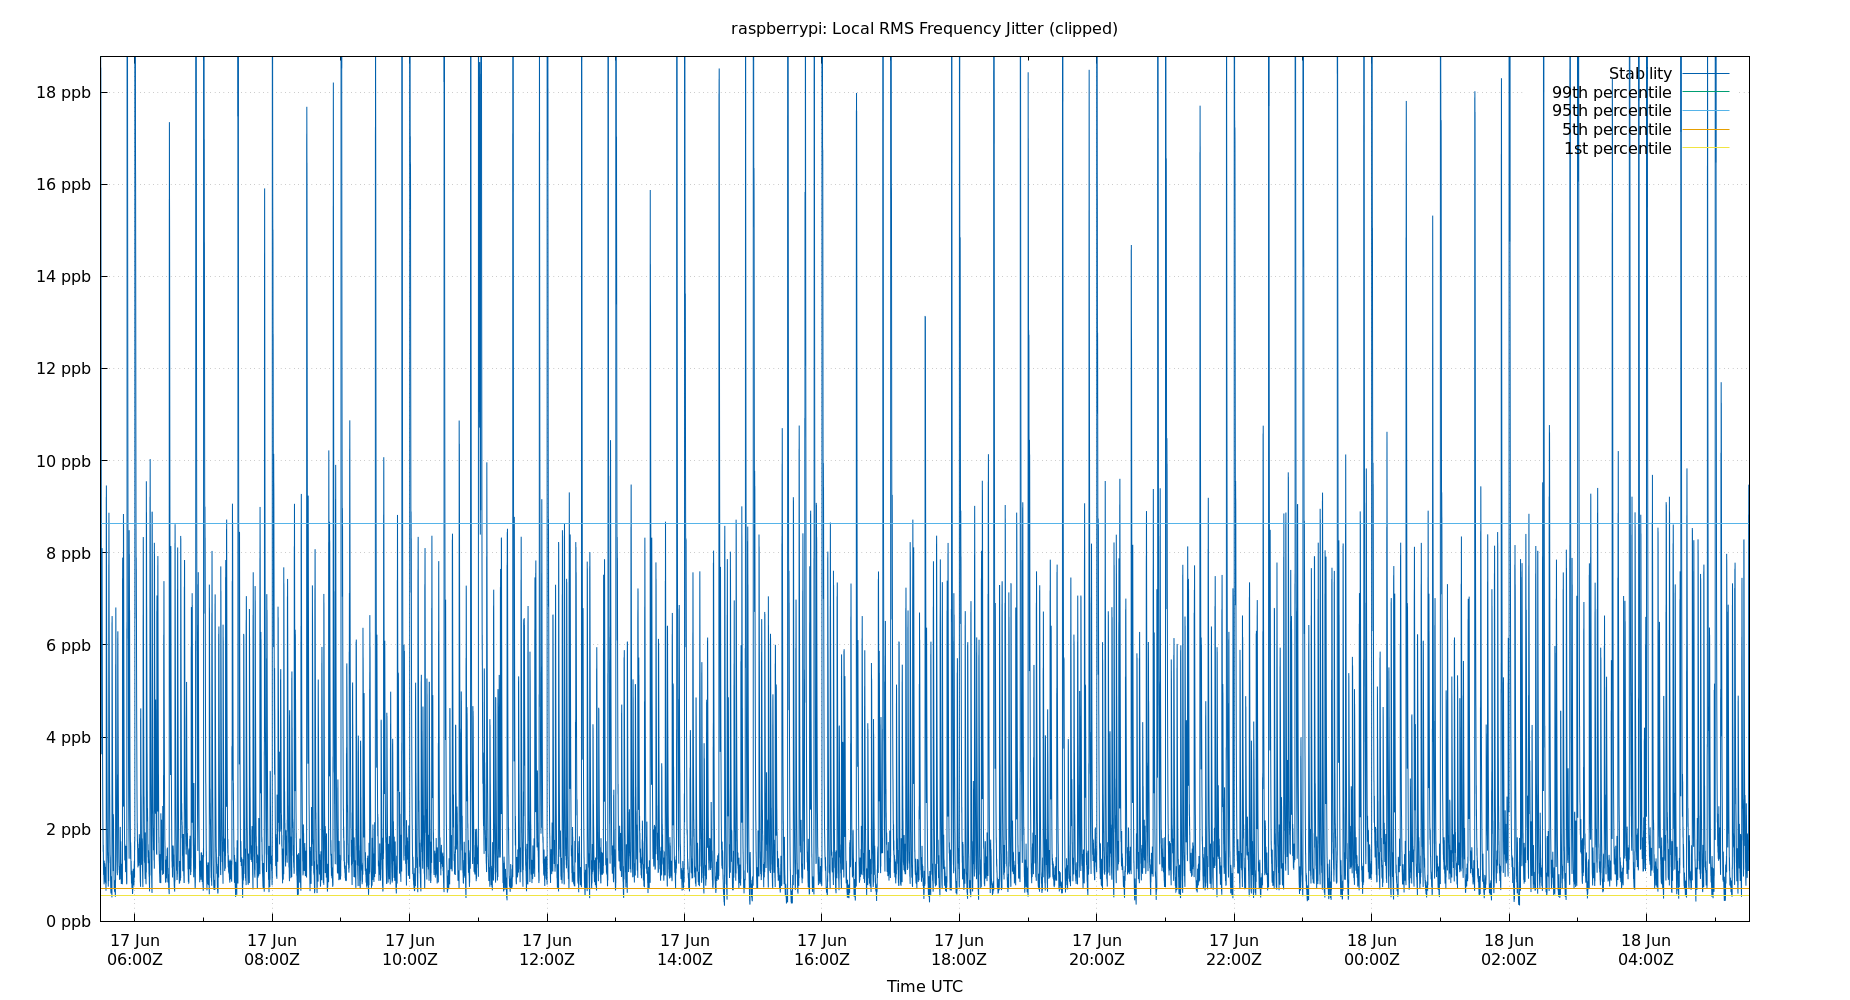 raspberrypi: Local RMS Frequency Jitter (clipped)
Stability
99th percentile
95th percentile
5th percentile
1st percentile
18 ppb
16 ppb
14 ppb
12 ppb
10 ppb
8 ppb
6 ppb
4 ppb
2 ppb
0 ppb
17 Jun 17 Jun 17 Jun 17 Jun 17 Jun 17 Jun 17 Jun 17 Jun 17 Jun 18 Jun 18 Jun 18 Jun
06:00Z 08:00Z 10:00Z 12:00Z 14:00Z 16:00Z 18:00Z 20:00Z 22:00Z 00:00Z 02:00Z 04:00Z
Time UTC